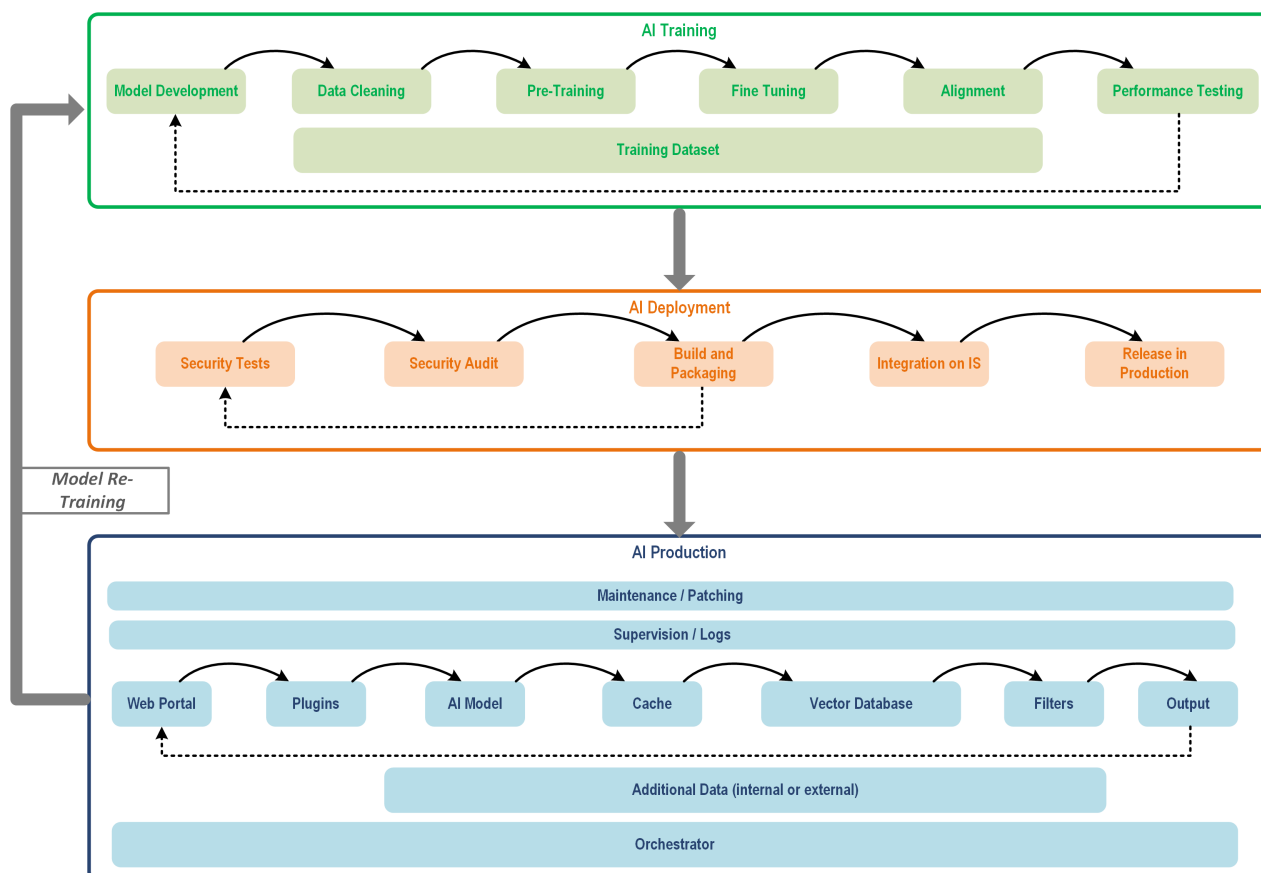 AI Training
Model Development
Data Cleaning
Pre-Training
Fine Tuning
Alignment
Performance Testing
Training Dataset
AI Deployment
Security Tests
Security Audit
Build and
Packaging
Integration on IS
Release in
Production
Model Re-
Training
AI Production
Maintenance / Patching
Supervision / Logs
Web Portal
Plugins
AI Model
Cache
Vector Database
Filters
Output
Additional Data (internal or external)
Orchestrator